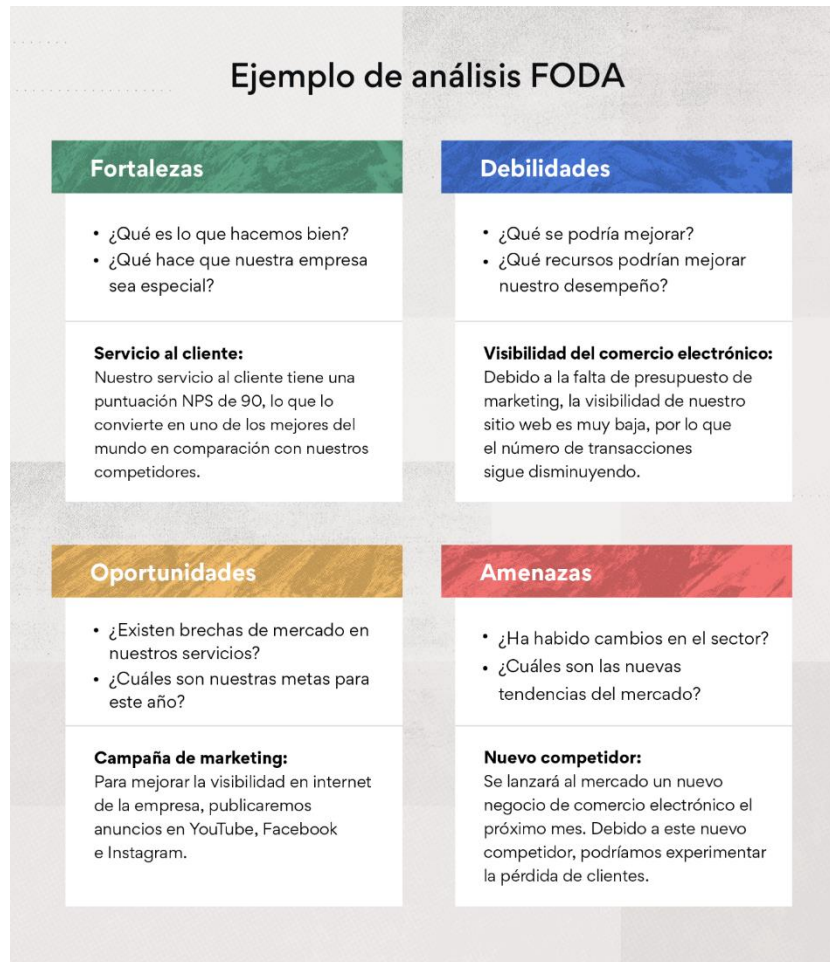 Ejemplo de análisis FODA
Fortalezas
• ¿Qué es lo que hacemos bien?
• ¿Qué hace que nuestra empresa
sea especial?
Servicio al cliente:
Nuestro servicio al cliente tiene una
puntuación NPS de 90, lo que lo
convierte en uno de los mejores del
mundo en comparación con nuestros
competidores.
Debilidades
• ¿Qué se podría mejorar?
• ¿Qué recursos podrían mejorar
nuestro desempeño?
Visibilidad del comercio electrónico:
Debido a la falta de presupuesto de
marketing, la visibilidad de nuestro
sitio web es muy baja, por lo que
el número de transacciones
sigue disminuyendo.
Oportunidades
• ¿Existen brechas de mercado en
nuestros servicios?
• ¿Cuáles son nuestras metas para
este año?
Campaña de marketing:
Para mejorar la visibilidad en internet
de la empresa, publicaremos
anuncios en YouTube, Facebook
e Instagram.
Amenazas
• ¿Ha habido cambios en el sector?
• ¿Cuáles son las nuevas
tendencias del mercado?
Nuevo competidor:
Se lanzará al mercado un nuevo
negocio de comercio electrónico el
próximo mes. Debido a este nuevo
competidor, podríamos experimentar
la pérdida de clientes.